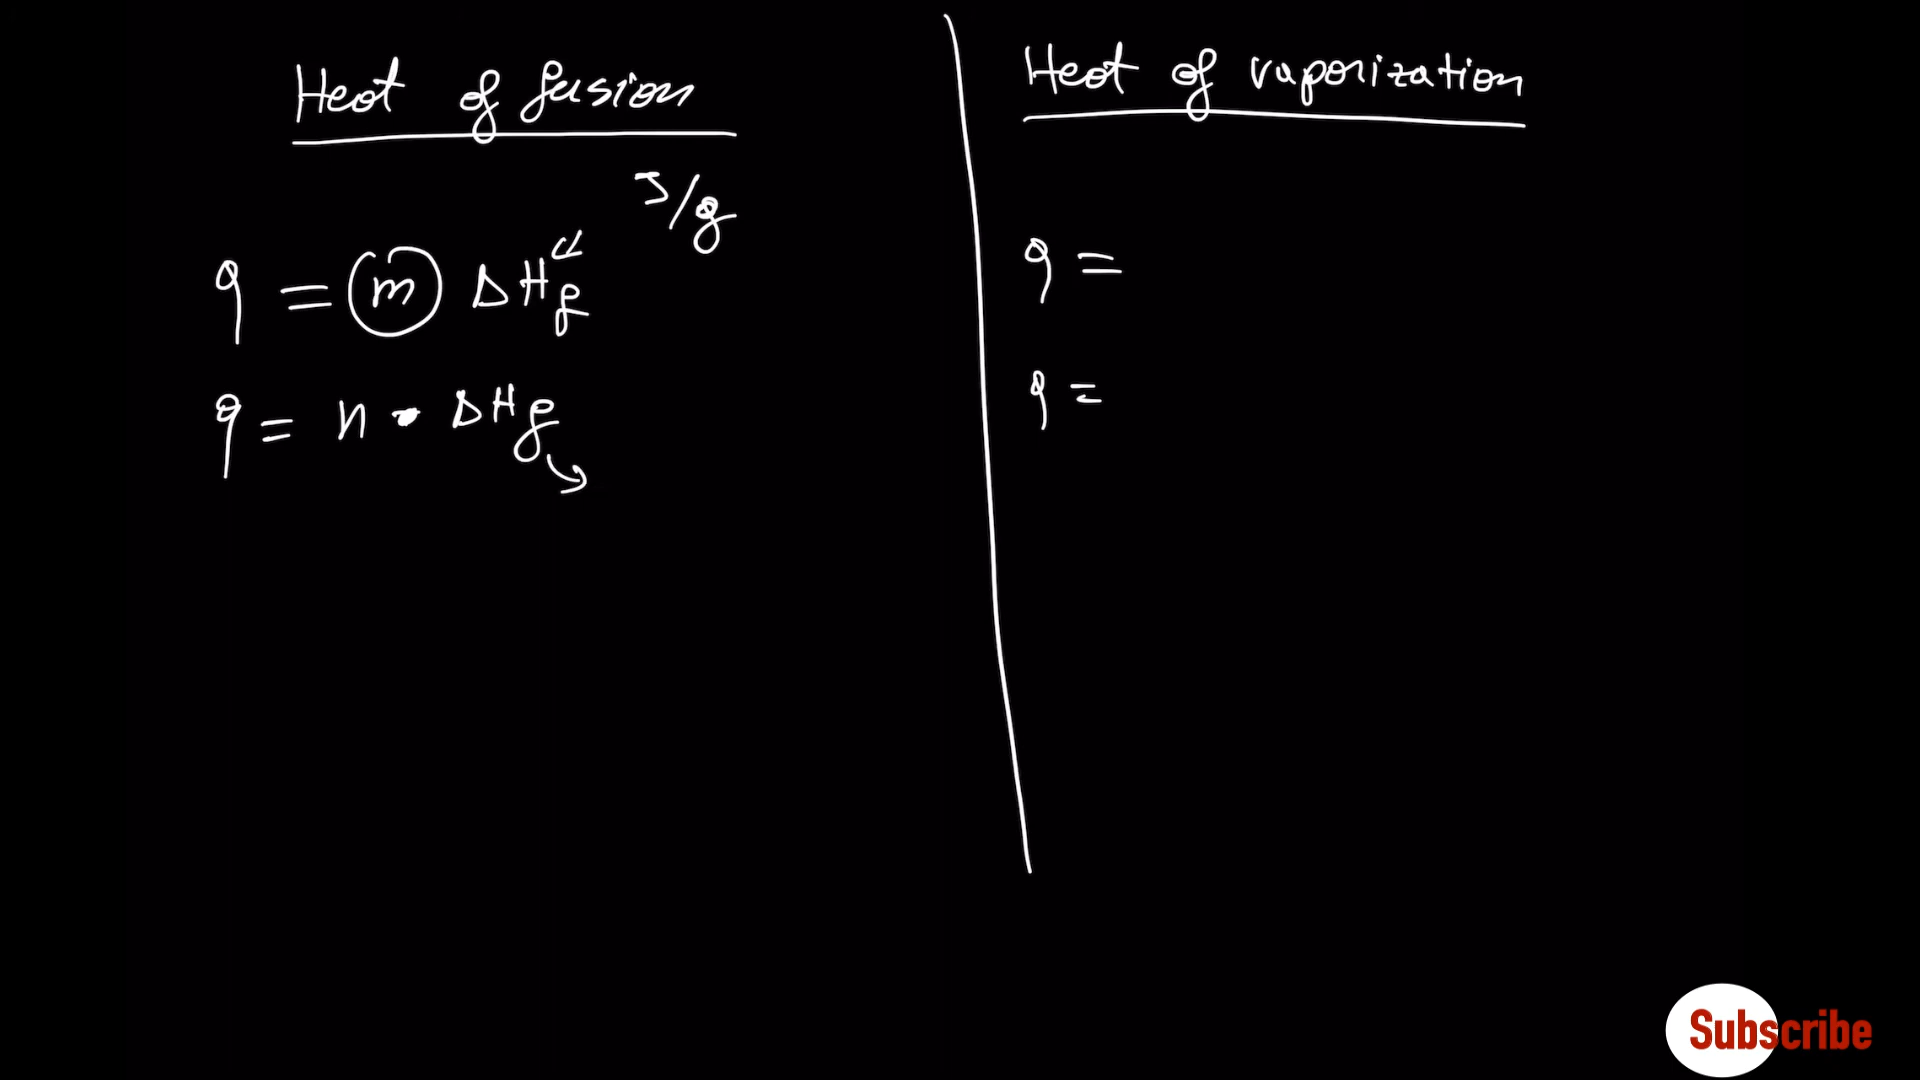 Heat of fusion
J/g
q = m ΔHf
q = n • ΔHf
Heat of vaporization
q =
q =
Subscribe